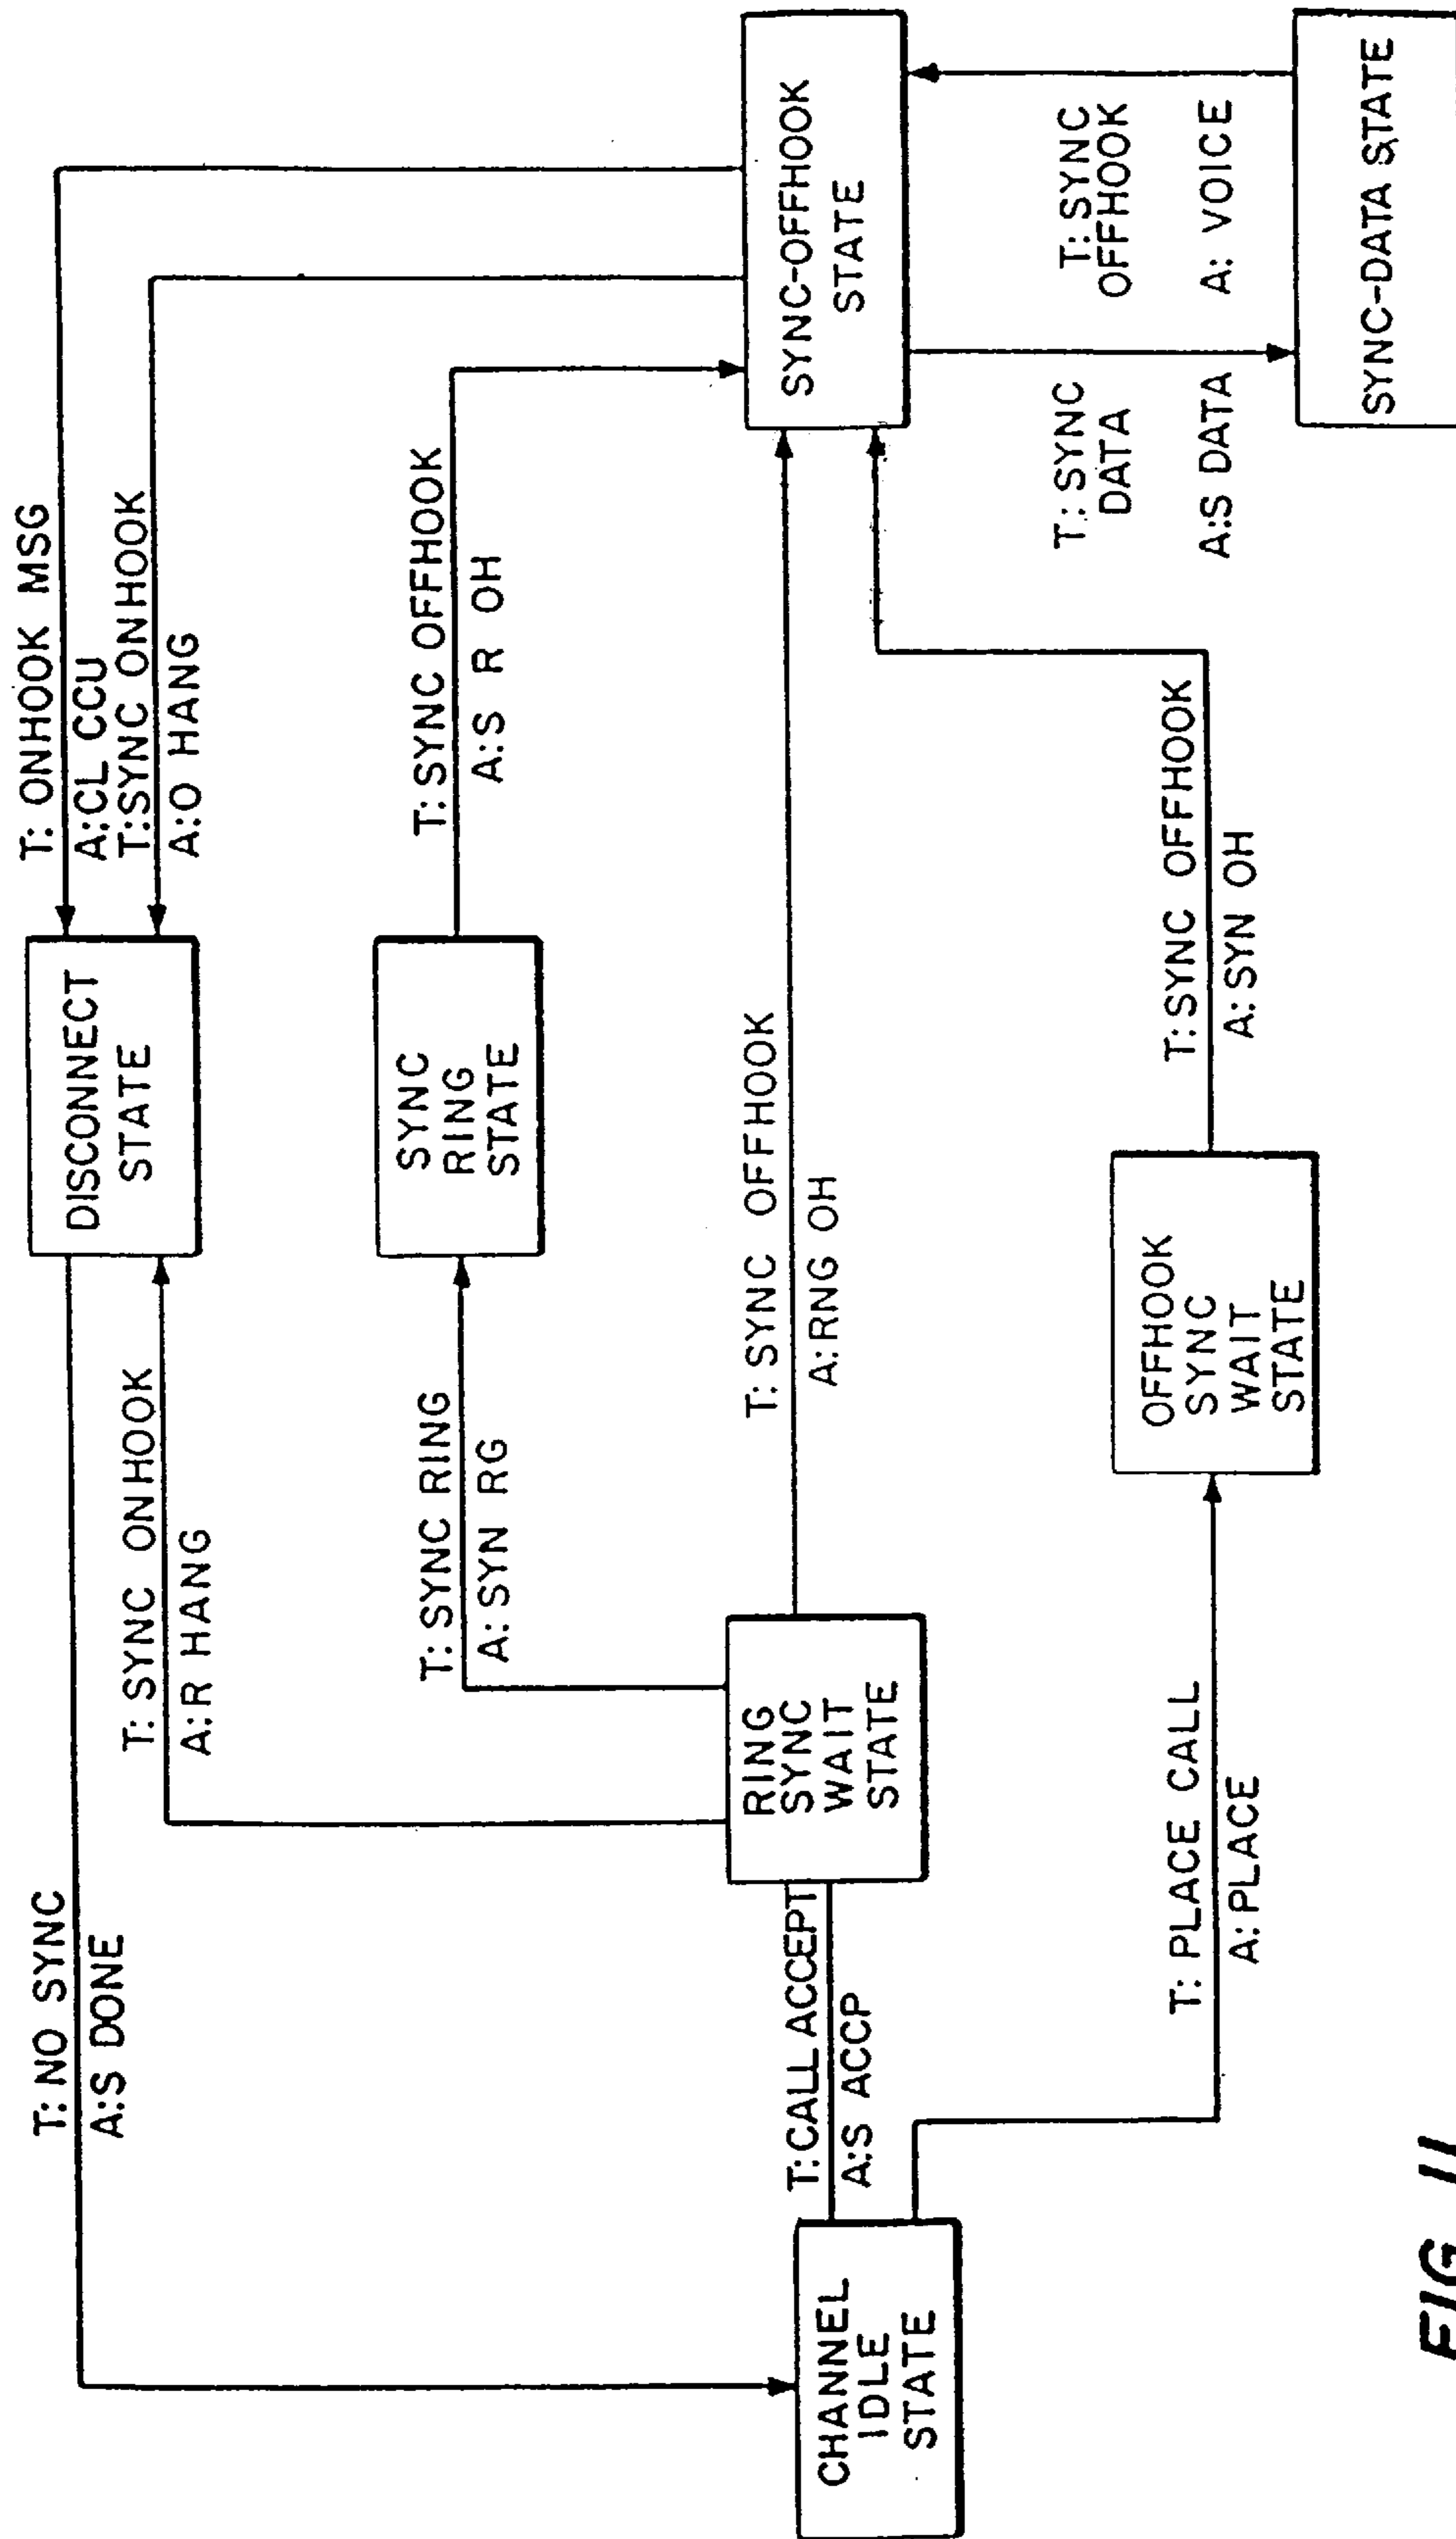 T: NO SYNC
A:S DONE
T: SYNC ONHOOK
A:R HANG
DISCONNECT
STATE
T: ONHOOK MSG
A:CL CCU
T:SYNC ONHOOK
A:O HANG
T: SYNC RING
A: SYN RG
SYNC
RING
STATE
T:SYNC OFFHOOK
A:S R OH
CHANNEL
IDLE
STATE
T:CALL ACCEPT
A:S ACCP
RING
SYNC
WAIT
STATE
T: SYNC OFFHOOK
A:RNG OH
SYNC-OFFHOOK
STATE
T: PLACE CALL
A: PLACE
OFFHOOK
SYNC
WAIT
STATE
T:SYNC OFFHOOK
A: SYN OH
T: SYNC
DATA
A:S DATA
T: SYNC
OFFHOOK
A: VOICE
SYNC-DATA STATE
FIG. 11